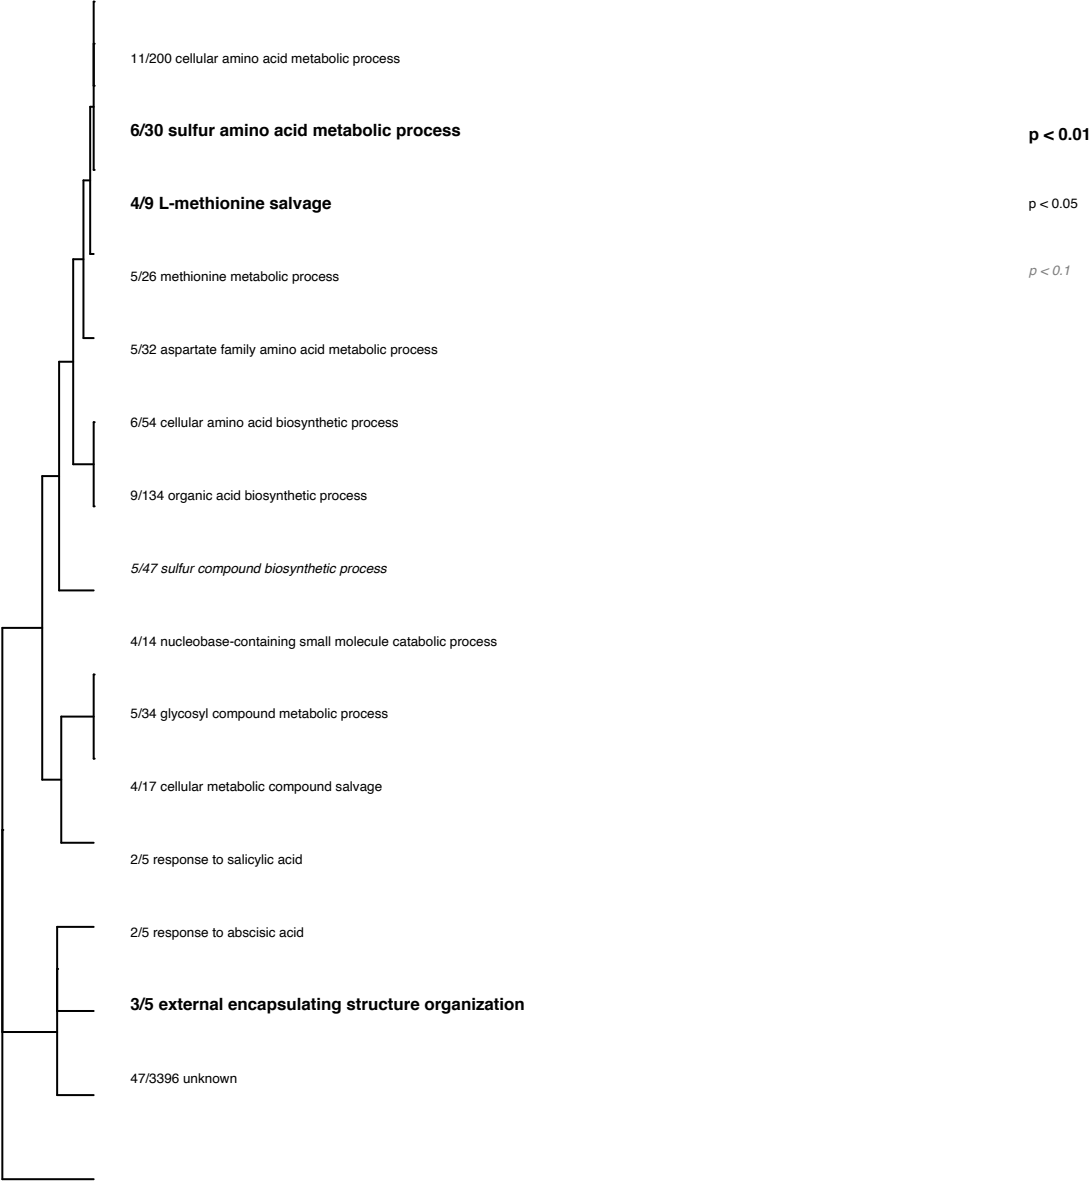 11/200 cellular amino acid metabolic process
6/30 sulfur amino acid metabolic process
p < 0.01
4/9 L-methionine salvage
p < 0.05
5/26 methionine metabolic process
p < 0.1
5/32 aspartate family amino acid metabolic process
6/54 cellular amino acid biosynthetic process
9/134 organic acid biosynthetic process
5/47 sulfur compound biosynthetic process
4/14 nucleobase-containing small molecule catabolic process
5/34 glycosyl compound metabolic process
4/17 cellular metabolic compound salvage
2/5 response to salicylic acid
2/5 response to abscisic acid
3/5 external encapsulating structure organization
47/3396 unknown